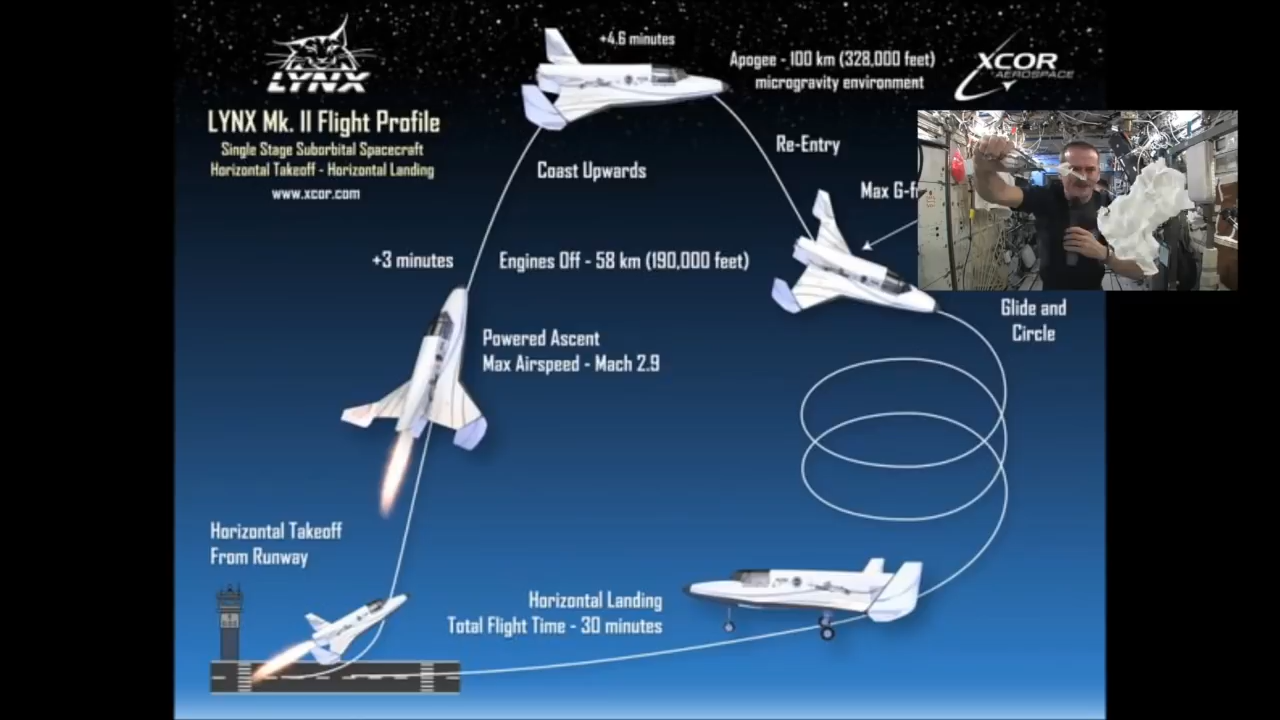 LYNX
LYNX Mk. II Flight Profile
Single Stage Suborbital Spacecraft
Horizontal Takeoff - Horizontal Landing
www.xcor.com
+4.6 minutes
Apogee - 100 km (328,000 feet)
microgravity environment
XCOR
AEROSPACE
Re-Entry
Coast Upwards
Max G-f
+3 minutes
Engines Off - 58 km (190,000 feet)
Glide and
Circle
Powered Ascent
Max Airspeed - Mach 2.9
Horizontal Takeoff
From Runway
Horizontal Landing
Total Flight Time - 30 minutes